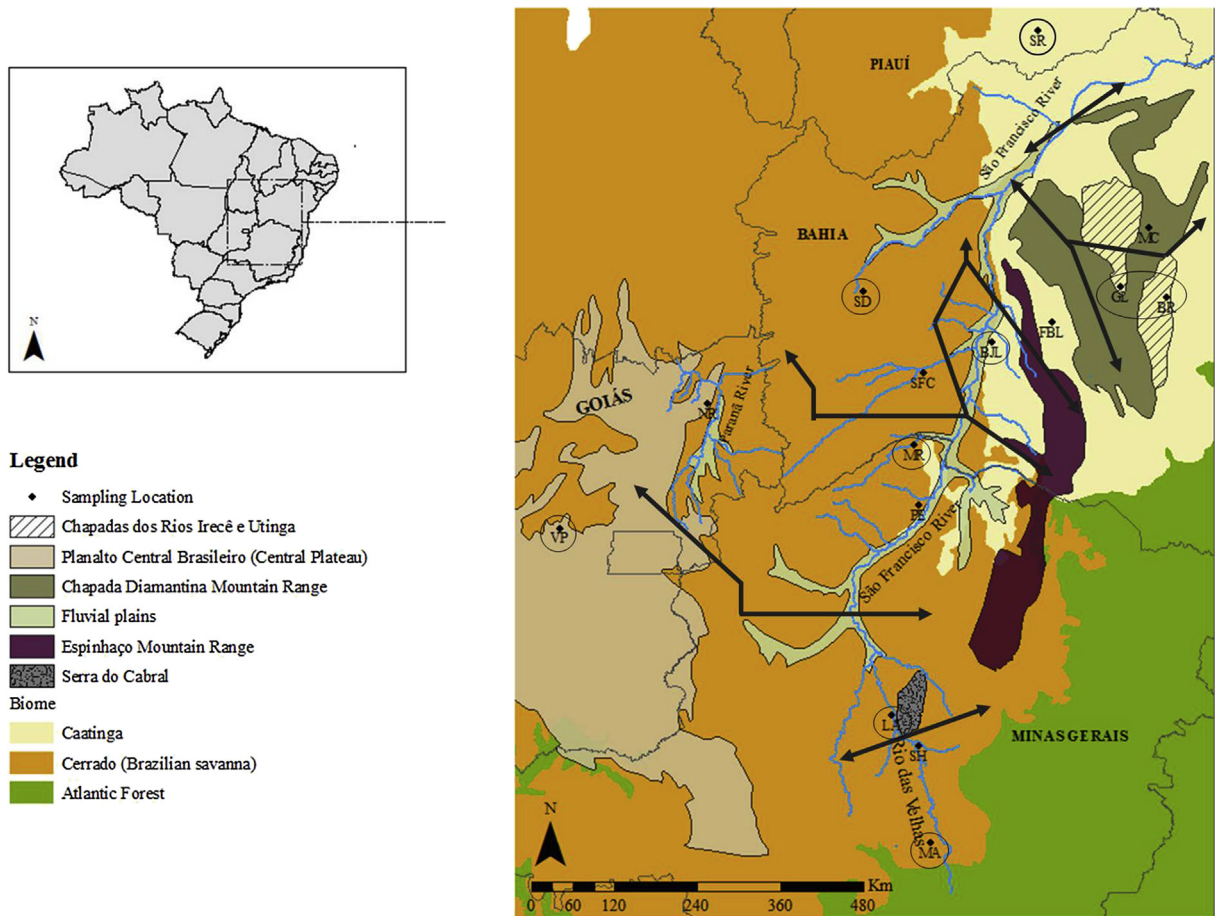 N
Legend
Sampling Location
Chapadas dos Rios Irecê e Utinga
Planalto Central Brasileiro (Central Plateau)
Chapada Diamantina Mountain Range
Fluvial plains
Espinhaço Mountain Range
Serra do Cabral
Biome
Caatinga
Cerrado (Brazilian savanna)
Atlantic Forest
SR
PIAUÍ
São Francisco River
BAHIA
MC
SD
GL
BR
FBL
BJL
SFC
GOIÁS
NR
Paranã River
MR
VP
São Francisco River
MINAS GERAIS
SH
Rio das Velhas
MA
N
Km
0 60 120 240 360 480